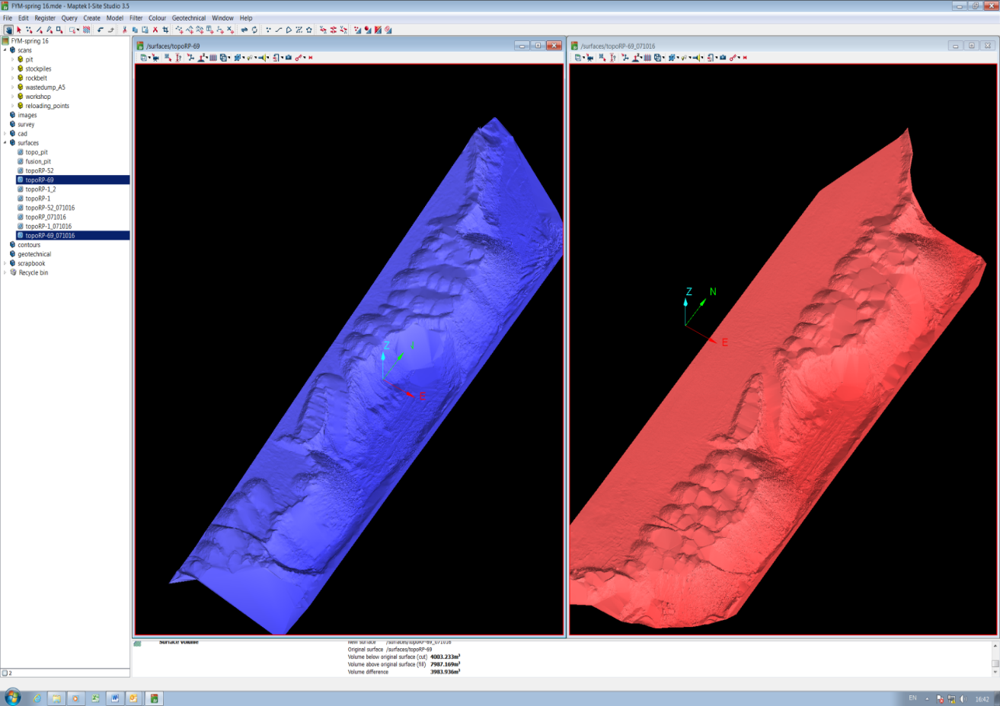 FYM-spring 16.mde - Maptek I-Site Studio 3.5
File Edit Register Query Create Model Filter Colour Geotechnical Window Help
FYM-spring 16
scans
pit
stockpiles
rockbelt
wastedump_A5
workshop
reloading_points
images
survey
cad
surfaces
topo_pit
fusion_pit
topoRP-52
topoRP-69
topoRP-1_2
topoRP-1
topoRP-52_071016
topoRP_071016
topoRP-1_071016
topoRP-69_071016
contours
geotechnical
scrapbook
Recycle bin
2
/surfaces/topoRP-69
Z
E
/surfaces/topoRP-69_071016
Z N
E
Surface Volume
New surface /surfaces/topoRP-69_071016
Original surface /surfaces/topoRP-69
Volume below original surface (cut) 4003.233m³
Volume above original surface (fill) 7987.169m³
Volume difference 3983.936m³
EN 16:42